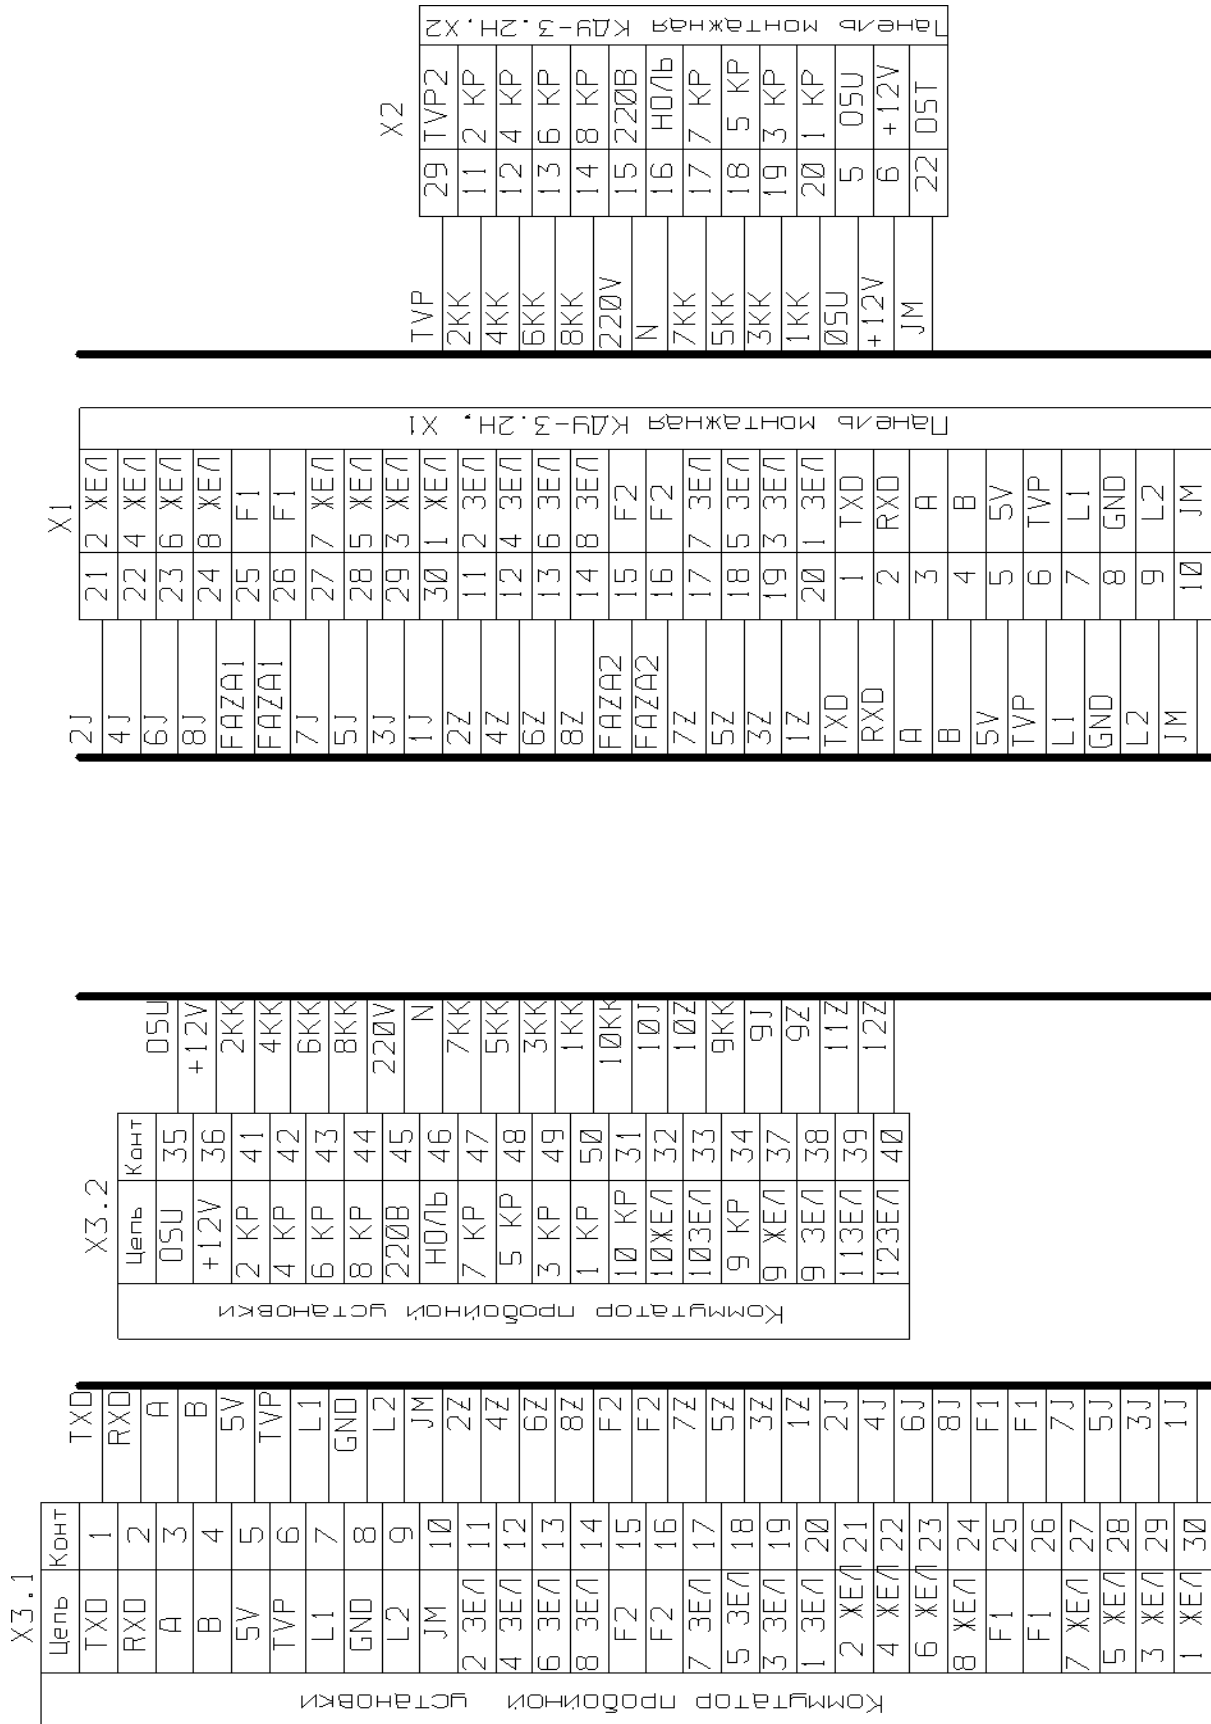 X3.1
Цепь Конт
TXD 1 TXD
RXD 2 RXD
A 3 A
B 4 B
5V 5 5V
TVP 6 TVP
L1 7 L1
GND 8 GND
L2 9 L2
JM 10 JM
2 ЗЕЛ 11 2Z
4 ЗЕЛ 12 4Z
6 ЗЕЛ 13 6Z
8 ЗЕЛ 14 8Z
F2 15 F2
F2 16 F2
7 ЗЕЛ 17 7Z
5 ЗЕЛ 18 5Z
3 ЗЕЛ 19 3Z
1 ЗЕЛ 20 1Z
2 ЖЕЛ 21 2J
4 ЖЕЛ 22 4J
6 ЖЕЛ 23 6J
8 ЖЕЛ 24 8J
F1 25 F1
F1 26 F1
7 ЖЕЛ 27 7J
5 ЖЕЛ 28 5J
3 ЖЕЛ 29 3J
1 ЖЕЛ 30 1J
Коммутатор пробойной установки
X3.2
Цепь Конт
0SU 35 0SU
+12V 36 +12V
2 КР 41 2KK
4 КР 42 4KK
6 КР 43 6KK
8 КР 44 8KK
220В 45 220V
НОЛЬ 46 N
7 КР 47 7KK
5 КР 48 5KK
3 КР 49 3KK
1 КР 50 1KK
10 КР 31 10KK
10ЖЕЛ 32 10J
10ЗЕЛ 33 10Z
9 КР 34 9KK
9 ЖЕЛ 37 9J
9 ЗЕЛ 38 9Z
11ЗЕЛ 39 11Z
12ЗЕЛ 40 12Z
Коммутатор пробойной установки
X1
2J 21 2 ЖЕЛ
4J 22 4 ЖЕЛ
6J 23 6 ЖЕЛ
8J 24 8 ЖЕЛ
FAZA1 25 F1
FAZA1 26 F1
7J 27 7 ЖЕЛ
5J 28 5 ЖЕЛ
3J 29 3 ЖЕЛ
1J 30 1 ЖЕЛ
2Z 11 2 ЗЕЛ
4Z 12 4 ЗЕЛ
6Z 13 6 ЗЕЛ
8Z 14 8 ЗЕЛ
FAZA2 15 F2
FAZA2 16 F2
7Z 17 7 ЗЕЛ
5Z 18 5 ЗЕЛ
3Z 19 3 ЗЕЛ
1Z 20 1 ЗЕЛ
TXD 1 TXD
RXD 2 RXD
A 3 A
B 4 B
5V 5 5V
TVP 6 TVP
L1 7 L1
GND 8 GND
L2 9 L2
JM 10 JM
Панель монтажная КДУ-3.2Н, X1
X2
TVP 29 TVP2
2KK 11 2 КР
4KK 12 4 КР
6KK 13 6 КР
8KK 14 8 КР
220V 15 220В
N 16 НОЛЬ
7KK 17 7 КР
5KK 18 5 КР
3KK 19 3 КР
1KK 20 1 КР
0SU 5 0SU
+12V 6 +12V
JM 22 OST
Панель монтажная КДУ-3.2Н,X2